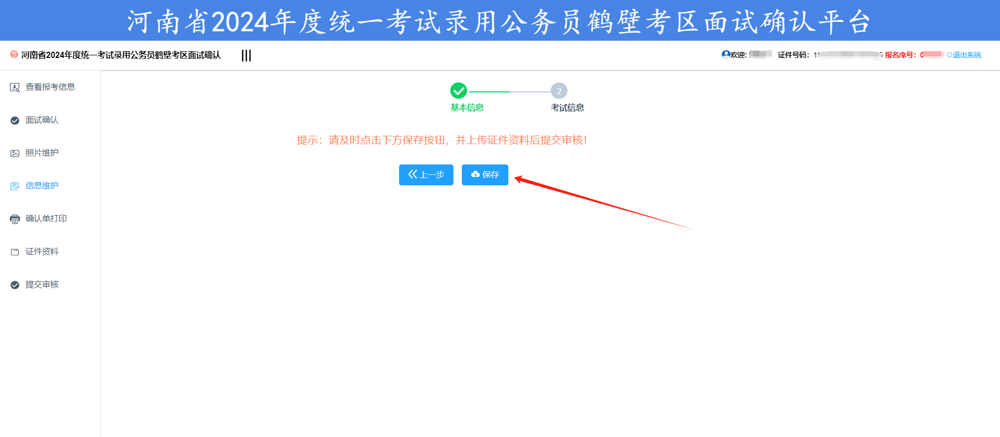 河南省2024年度统一考试录用公务员鹤壁考区面试确认平台
河南省2024年度统一考试录用公务员鹤壁考区面试确认
欢迎: 证件号码: 11 5 报名序号: 0 退出系统
查看报考信息
面试确认
照片维护
信息维护
确认单打印
证件资料
提交审核
2
基本信息 考试信息
提示：请及时点击下方保存按钮，并上传证件资料后提交审核！
上一步 保存